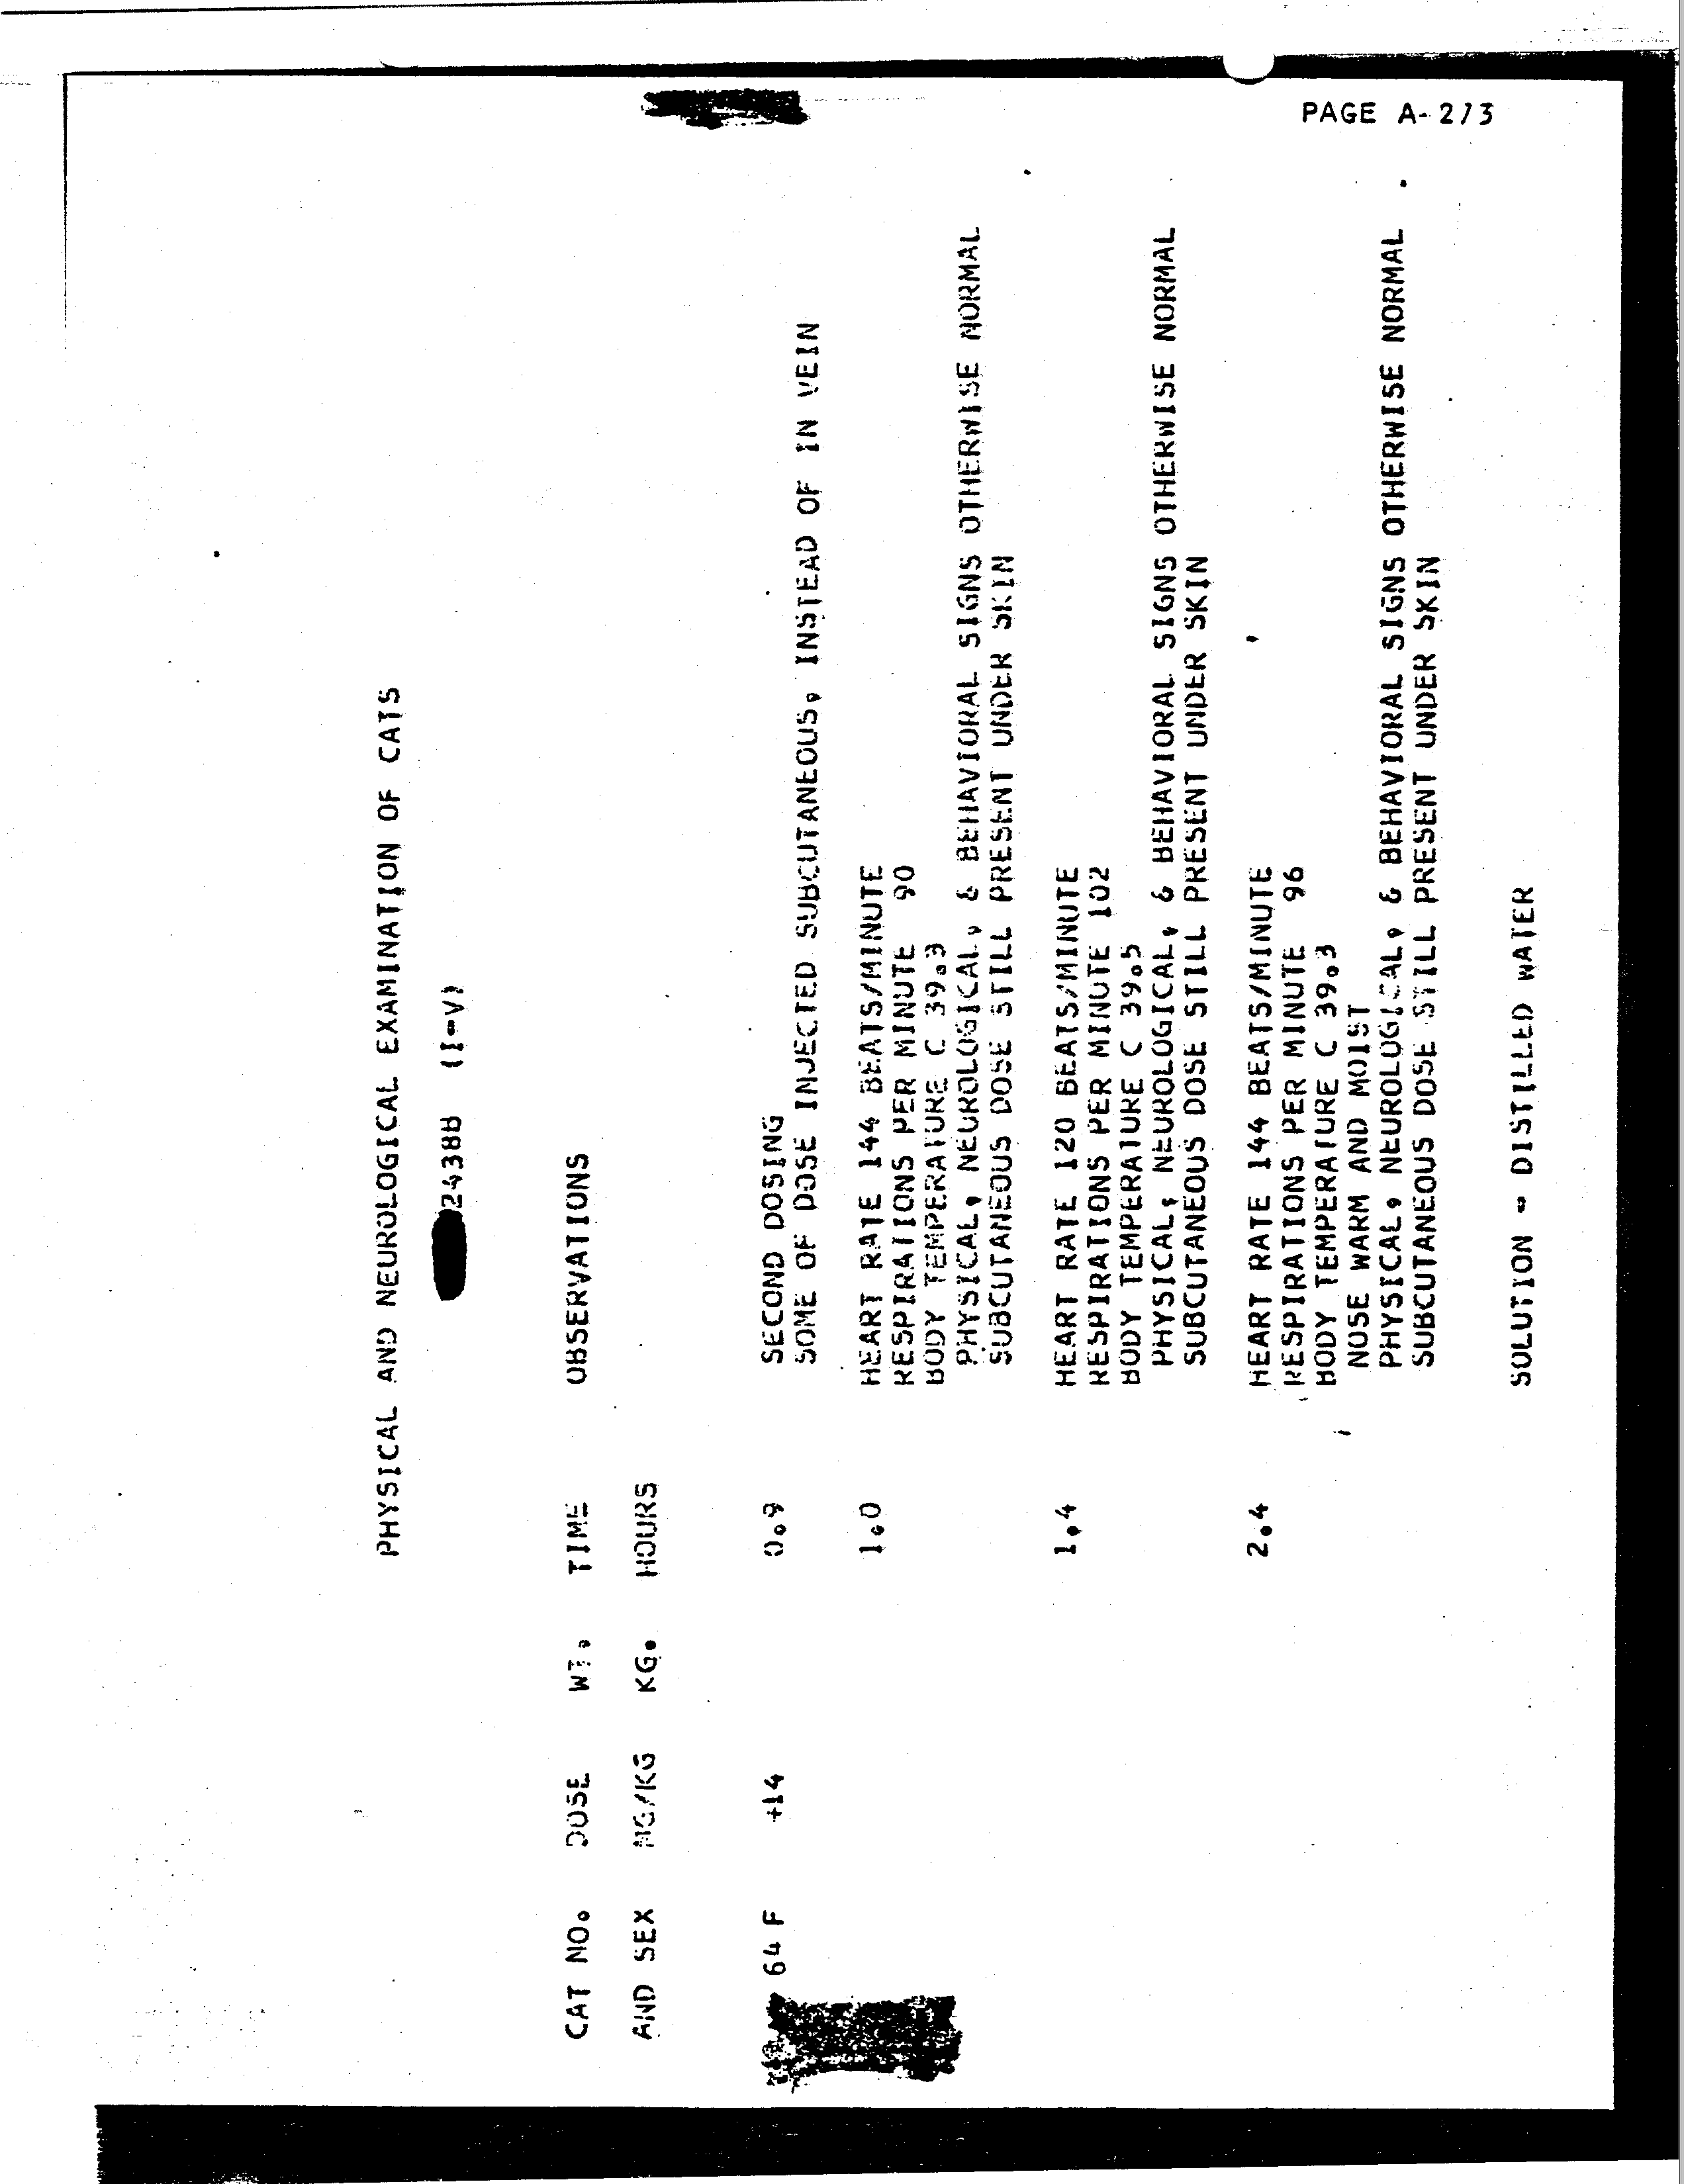 PAGE A-273
PHYSICAL AND NEUROLOGICAL EXAMINATION OF CATS
2438B (I-V)
CAT NO. DOSE WT. TIME OBSERVATIONS
AND SEX MG/KG KG. HOURS
64 F +14 0.9 SECOND DOSING
SOME OF DOSE INJECTED SUBCUTANEOUS, INSTEAD OF IN VEIN
1.0 HEART RATE 144 BEATS/MINUTE
RESPIRATIONS PER MINUTE 90
BODY TEMPERATURE C 39.3
PHYSICAL, NEUROLOGICAL, & BEHAVIORAL SIGNS OTHERWISE NORMAL
SUBCUTANEOUS DOSE STILL PRESENT UNDER SKIN
1.4 HEART RATE 120 BEATS/MINUTE
RESPIRATIONS PER MINUTE 102
BODY TEMPERATURE C 39.5
PHYSICAL, NEUROLOGICAL, & BEHAVIORAL SIGNS OTHERWISE NORMAL
SUBCUTANEOUS DOSE STILL PRESENT UNDER SKIN
2.4 HEART RATE 144 BEATS/MINUTE
RESPIRATIONS PER MINUTE 96
BODY TEMPERATURE C 39.3
NOSE WARM AND MOIST
PHYSICAL, NEUROLOGICAL, & BEHAVIORAL SIGNS OTHERWISE NORMAL
SUBCUTANEOUS DOSE STILL PRESENT UNDER SKIN
SOLUTION - DISTILLED WATER